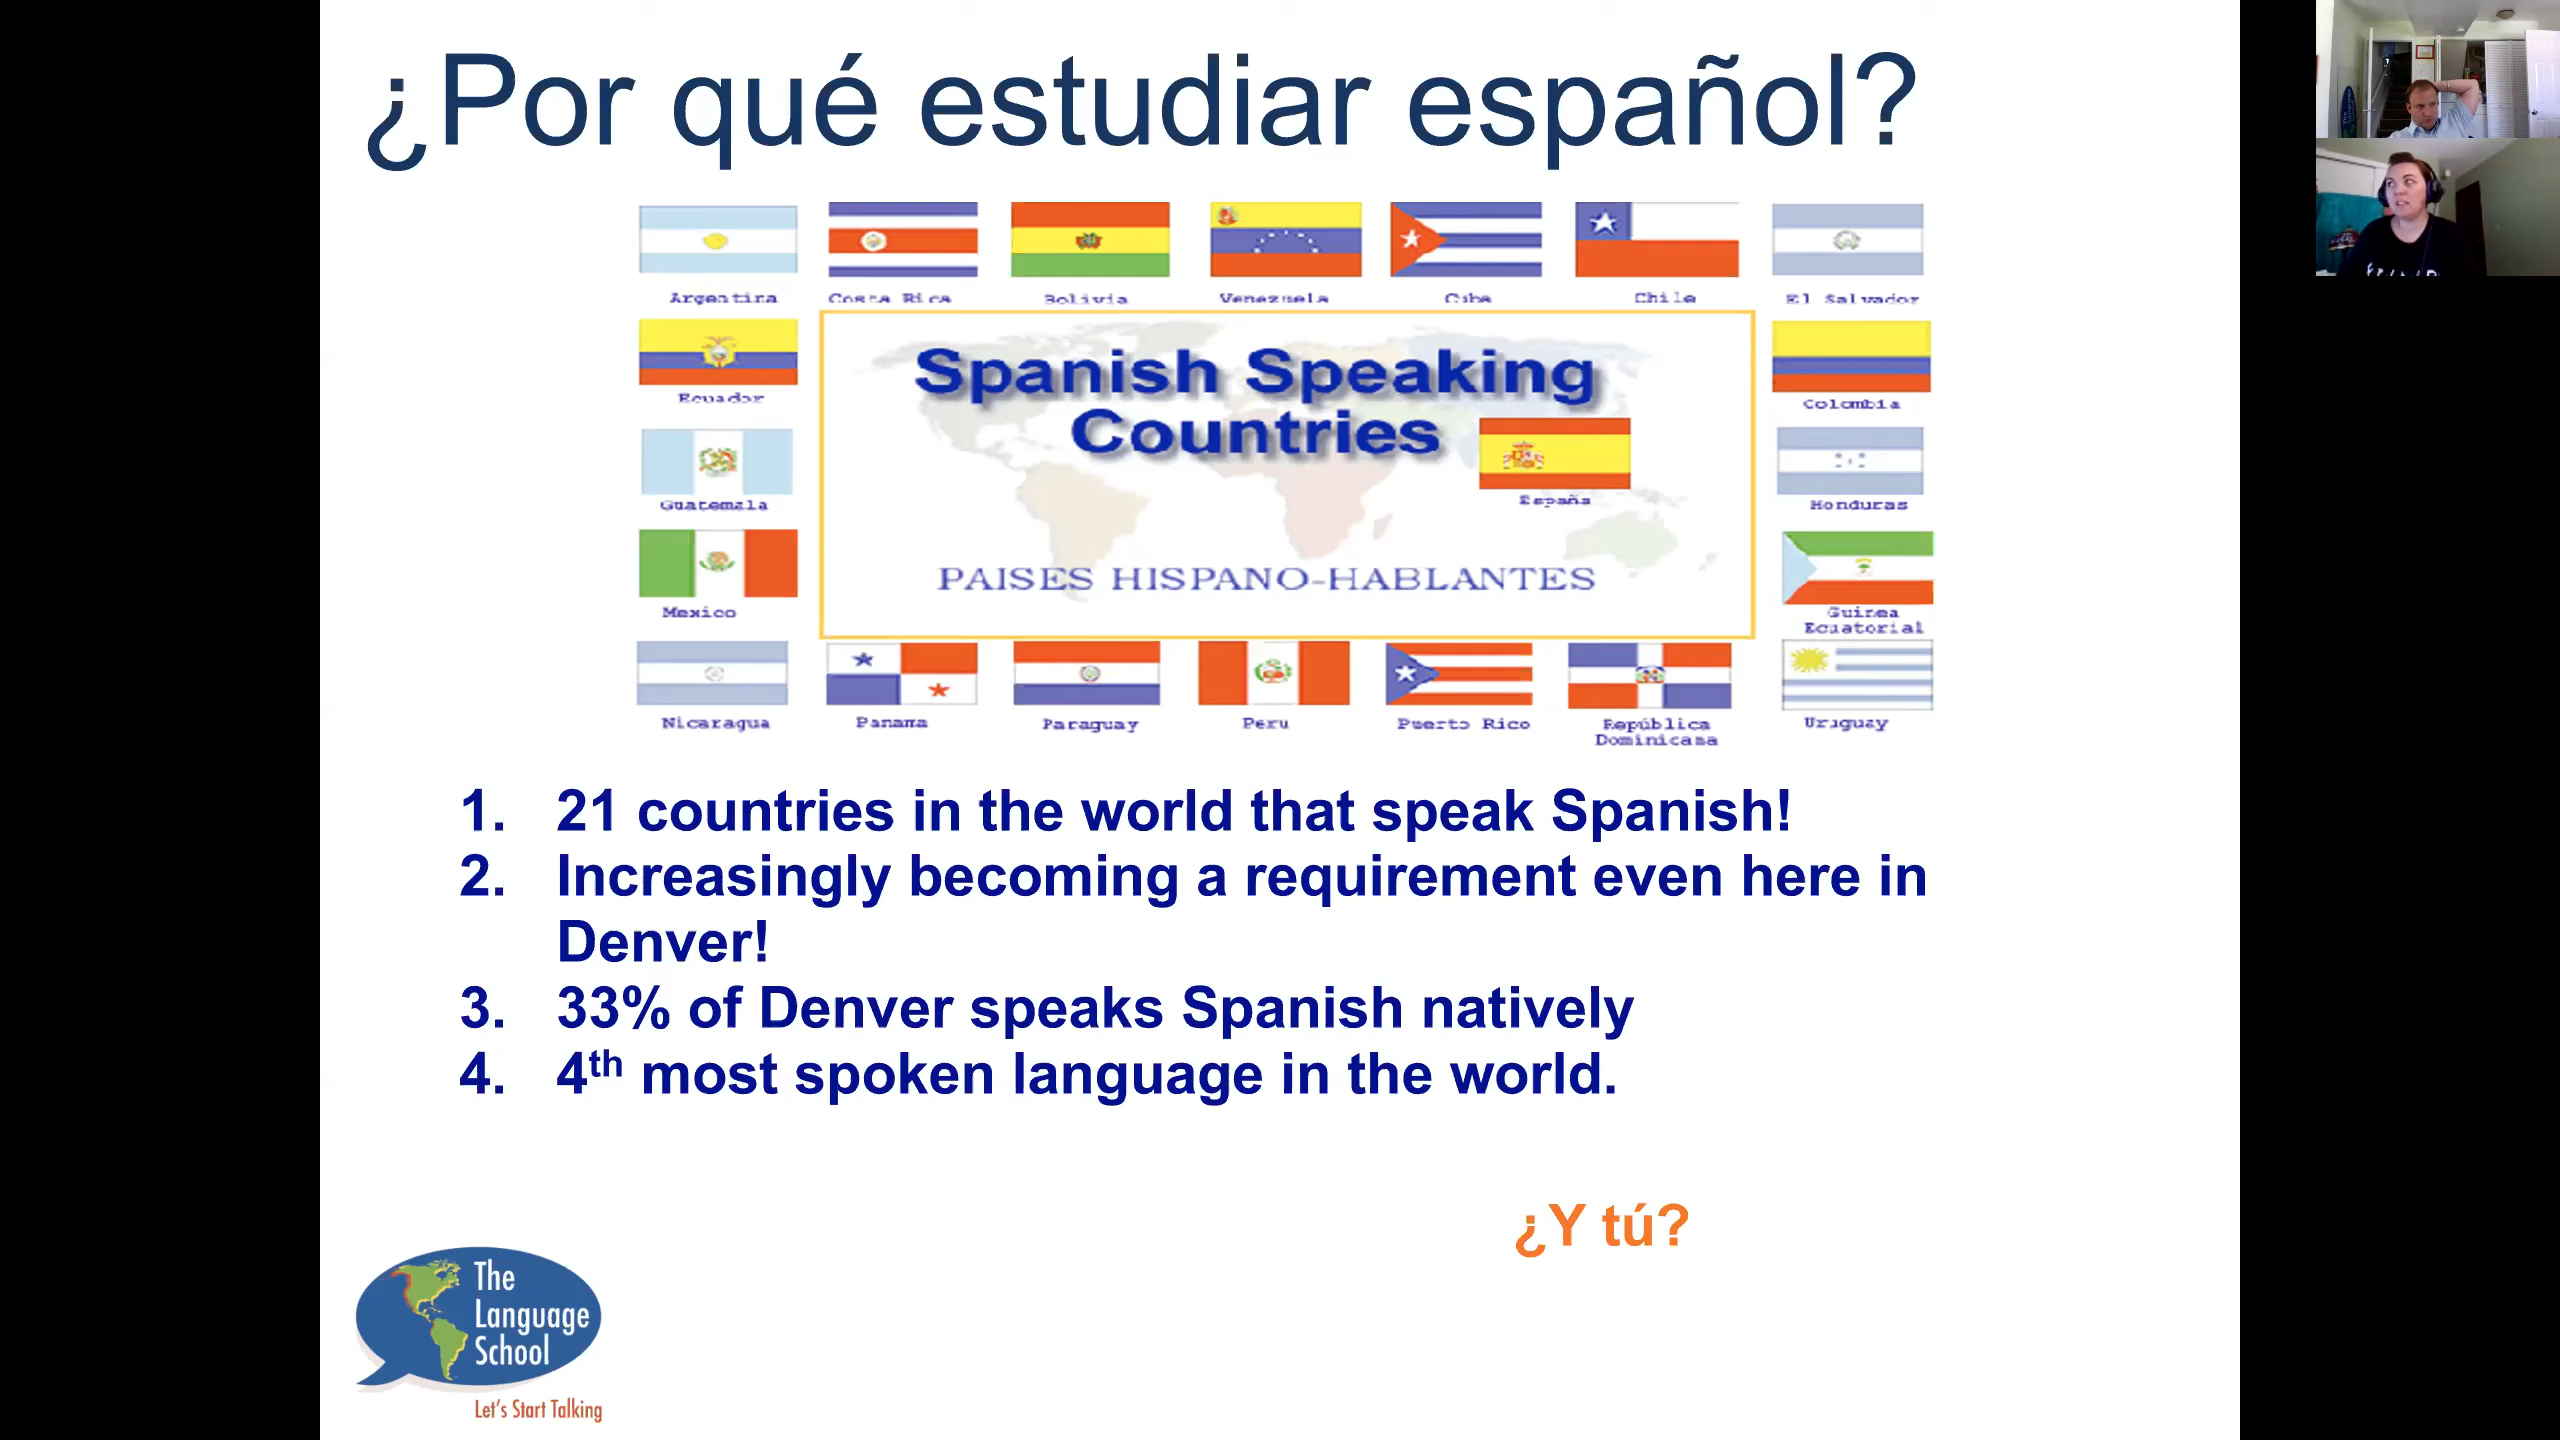 ¿Por qué estudiar español?
Argentina Costa Rica Bolivia Venezuela Cuba Chile El Salvador
Spanish Speaking
Countries
Ecuador
Colombia
España
Guatemala
Honduras
PAISES HISPANO-HABLANTES
Mexico
Guinea
Ecuatorial
Nicaragua Panama Paraguay Peru Puerto Rico República
Dominicana
Uruguay
1. 21 countries in the world that speak Spanish!
2. Increasingly becoming a requirement even here in
Denver!
3. 33% of Denver speaks Spanish natively
4. 4th most spoken language in the world.
¿Y tú?
The
Language
School
Let's Start Talking